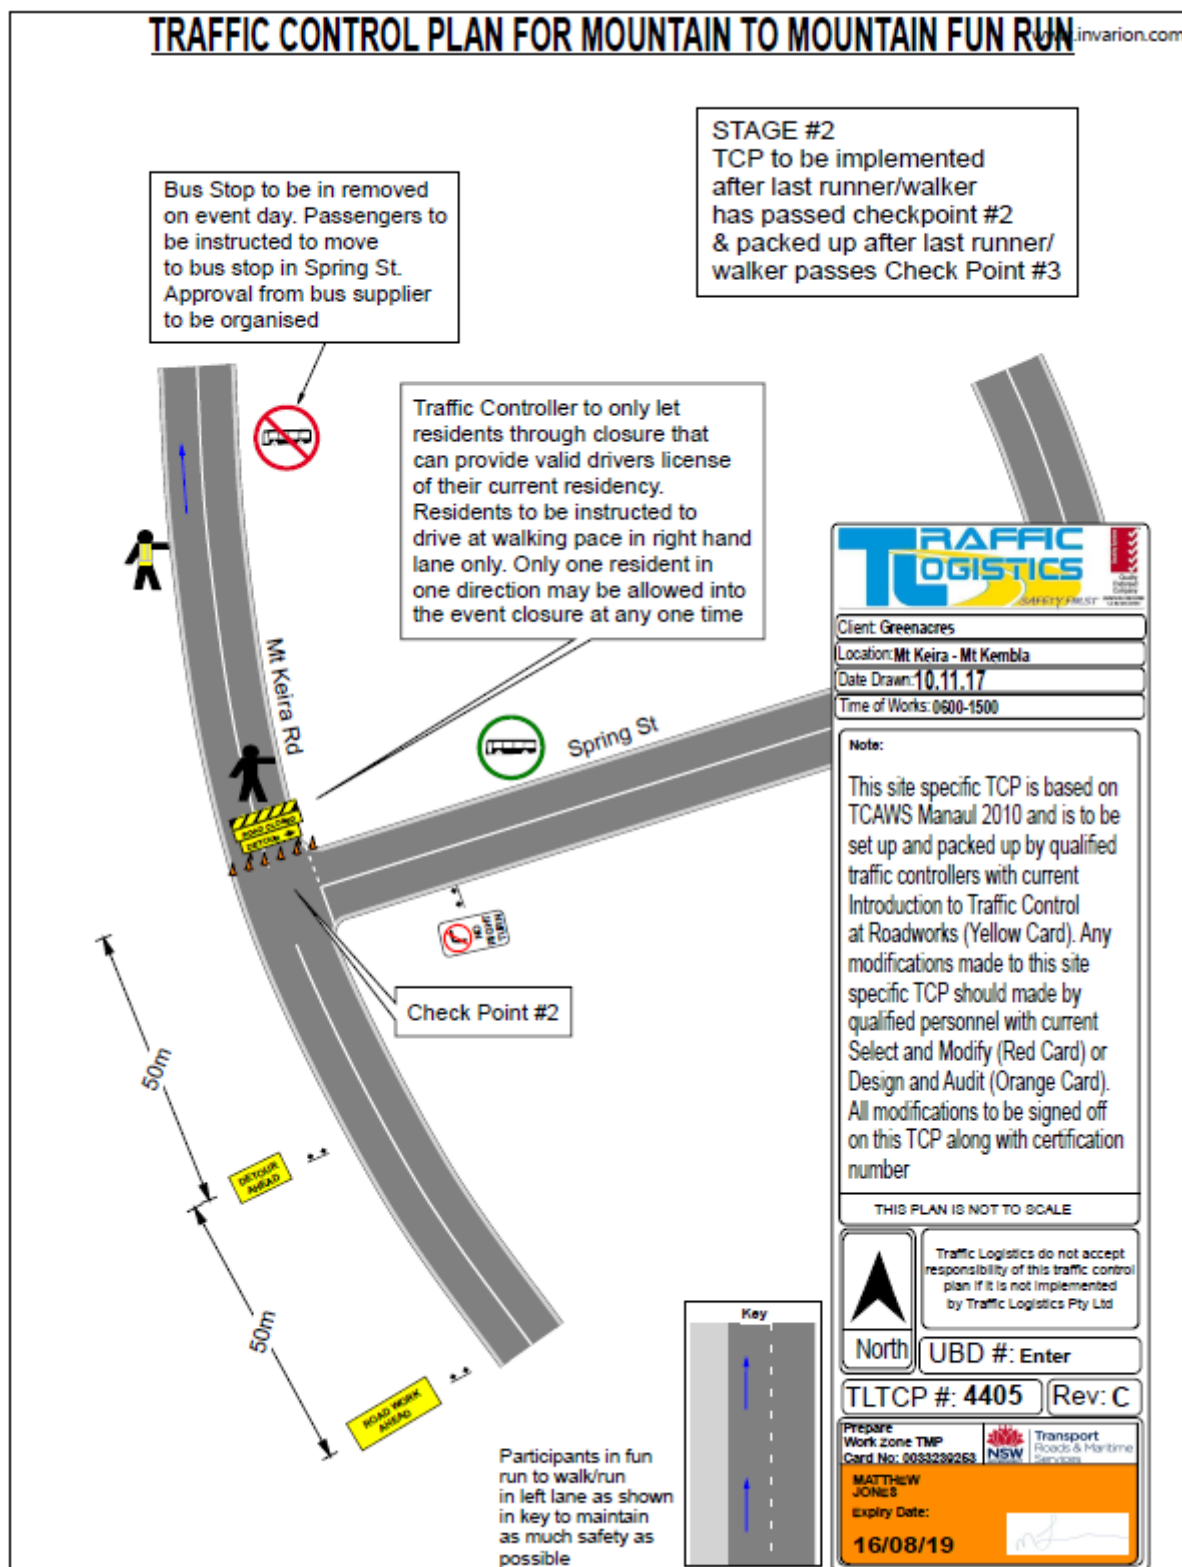 TRAFFIC CONTROL PLAN FOR MOUNTAIN TO MOUNTAIN FUN RUN
www.invarion.com
STAGE #2
TCP to be implemented
after last runner/walker
has passed checkpoint #2
& packed up after last runner/
walker passes Check Point #3
Bus Stop to be in removed
on event day. Passengers to
be instructed to move
to bus stop in Spring St.
Approval from bus supplier
to be organised
Traffic Controller to only let
residents through closure that
can provide valid drivers license
of their current residency.
Residents to be instructed to
drive at walking pace in right hand
lane only. Only one resident in
one direction may be allowed into
the event closure at any one time
Mt Keira Rd
Spring St
ROAD CLOSED
DETOUR
NO
RIGHT
TURN
Check Point #2
50m
DETOUR
AHEAD
50m
ROAD WORK
AHEAD
Participants in fun
run to walk/run
in left lane as shown
in key to maintain
as much safety as
possible
Key
TRAFFIC
LOGISTICS
SAFETY FIRST
Quality
Endorsed
Company
Client: Greenacres
Location: Mt Keira - Mt Kembla
Date Drawn: 10.11.17
Time of Works: 0600-1500
Note:
This site specific TCP is based on
TCAWS Manaul 2010 and is to be
set up and packed up by qualified
traffic controllers with current
Introduction to Traffic Control
at Roadworks (Yellow Card). Any
modifications made to this site
specific TCP should made by
qualified personnel with current
Select and Modify (Red Card) or
Design and Audit (Orange Card).
All modifications to be signed off
on this TCP along with certification
number
THIS PLAN IS NOT TO SCALE
North
Traffic Logistics do not accept
responsibility of this traffic control
plan if it is not implemented
by Traffic Logistics Pty Ltd
UBD #: Enter
TLTCP #: 4405
Rev: C
Prepare
Work zone TMP
Card No: 0033239253
NSW
Transport
Roads & Maritime
Services
MATTHEW
JONES
Expiry Date:
16/08/19